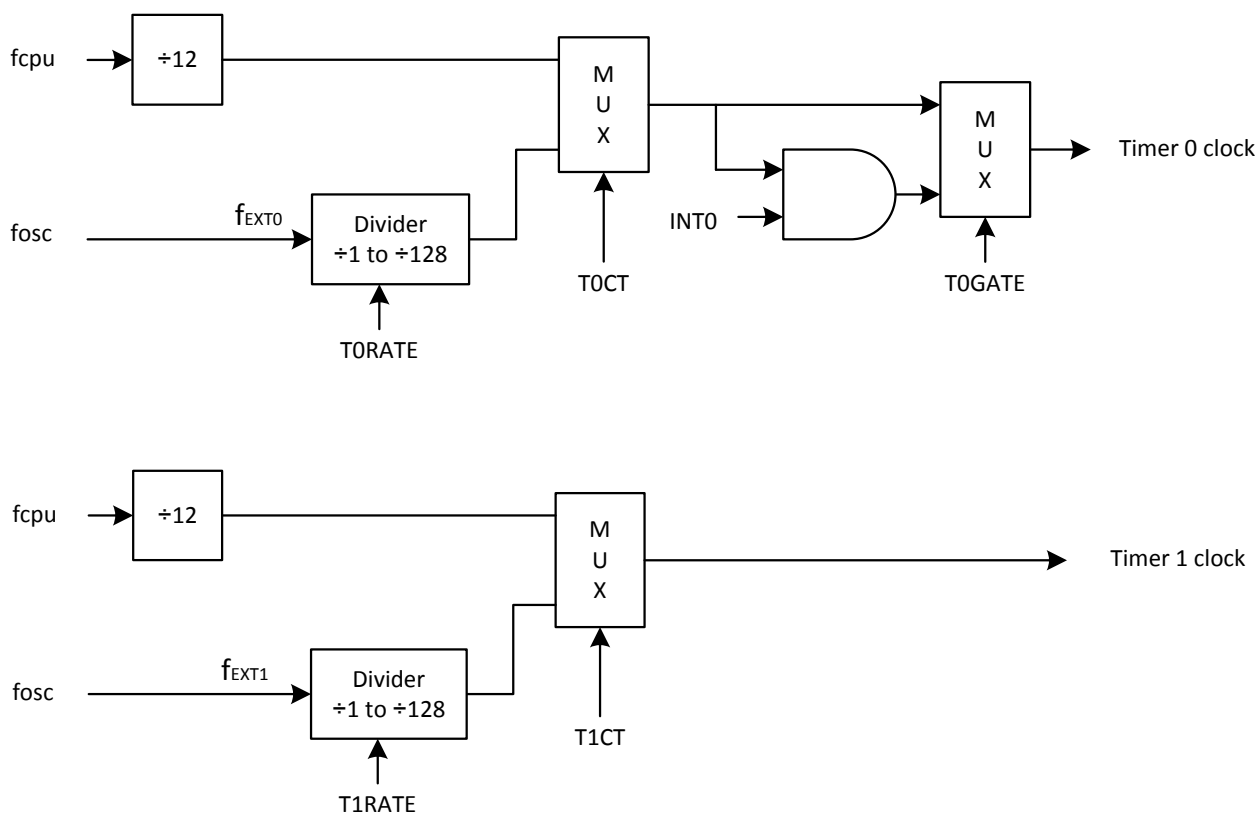 fcpu
÷12
M
U
X
fosc
fEXT0
Divider
÷1 to ÷128
T0RATE
T0CT
INT0
M
U
X
T0GATE
Timer 0 clock
fcpu
÷12
M
U
X
Timer 1 clock
fosc
fEXT1
Divider
÷1 to ÷128
T1CT
T1RATE